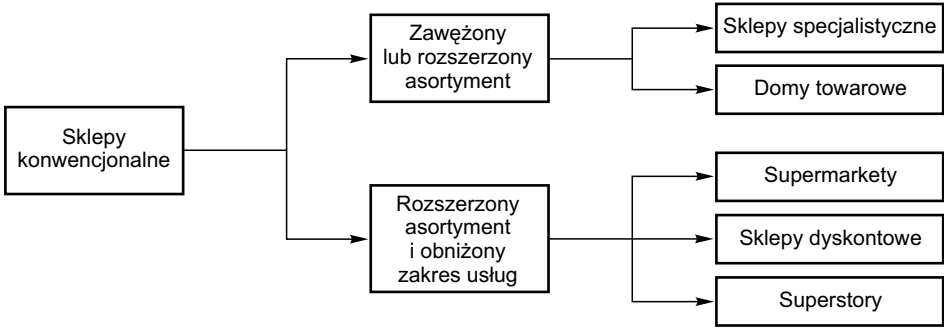 Sklepy
konwencjonalne
Zawężony
lub rozszerzony
asortyment
Sklepy specjalistyczne
Domy towarowe
Rozszerzony
asortyment
i obniżony
zakres usług
Supermarkety
Sklepy dyskontowe
Superstory